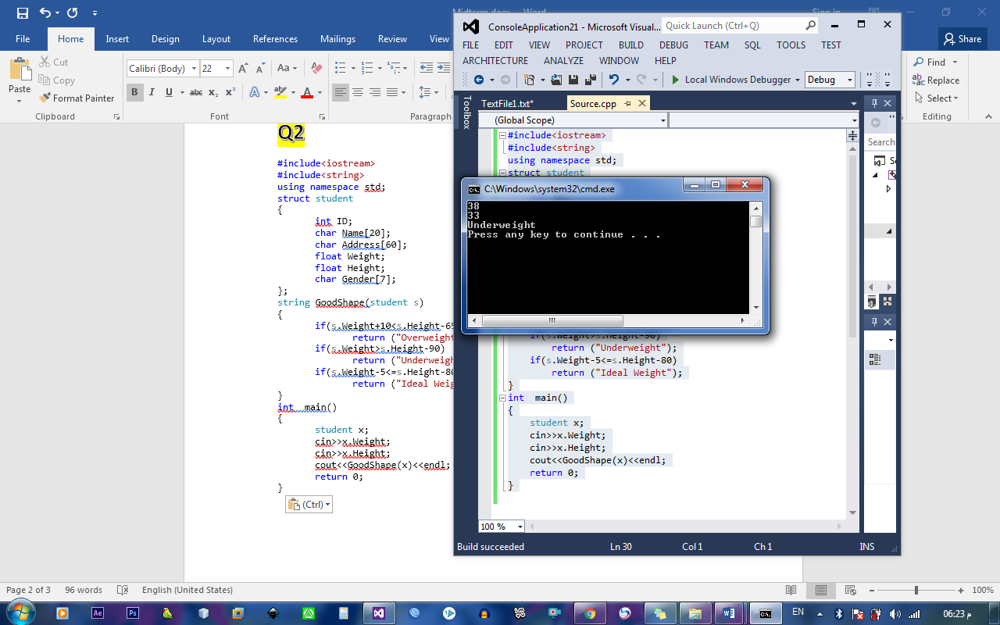 Midterm.docx - Word
Sign in
File
Home
Insert
Design
Layout
References
Mailings
Review
View
Share
Paste
Cut
Copy
Format Painter
Clipboard
Calibri (Body)
22
Font
Paragraph
Find
Replace
Select
Editing
Q2
#include<iostream>
#include<string>
using namespace std;
struct student
{
int ID;
char Name[20];
char Address[60];
float Weight;
float Height;
char Gender[7];
};
string GoodShape(student s)
{
if(s.Weight+10<s.Height-65
return ("Overweight
if(s.Weight>s.Height-90)
return ("Underweig
if(s.Weight-5<=s.Height-80
return ("Ideal Weig
}
int  main()
{
student x;
cin>>x.Weight;
cin>>x.Height;
cout<<GoodShape(x)<<endl;
return 0;
}
(Ctrl)
ConsoleApplication21 - Microsoft Visual...
Quick Launch (Ctrl+Q)
FILE EDIT VIEW PROJECT BUILD DEBUG TEAM SQL TOOLS TEST
ARCHITECTURE ANALYZE WINDOW HELP
Local Windows Debugger
Debug
Toolbox
TextFile1.txt*
Source.cpp
(Global Scope)
Search
#include<iostream>
#include<string>
using namespace std;
struct student
C:\Windows\system32\cmd.exe
38
33
Underweight
Press any key to continue . . .
if(s.Weight>s.Height-90)
return ("Underweight");
if(s.Weight-5<=s.Height-80)
return ("Ideal Weight");
}
int  main()
{
student x;
cin>>x.Weight;
cin>>x.Height;
cout<<GoodShape(x)<<endl;
return 0;
}
100 %
Build succeeded
Ln 30
Col 1
Ch 1
INS
Page 2 of 3
96 words
English (United States)
100%
EN
06:23 م